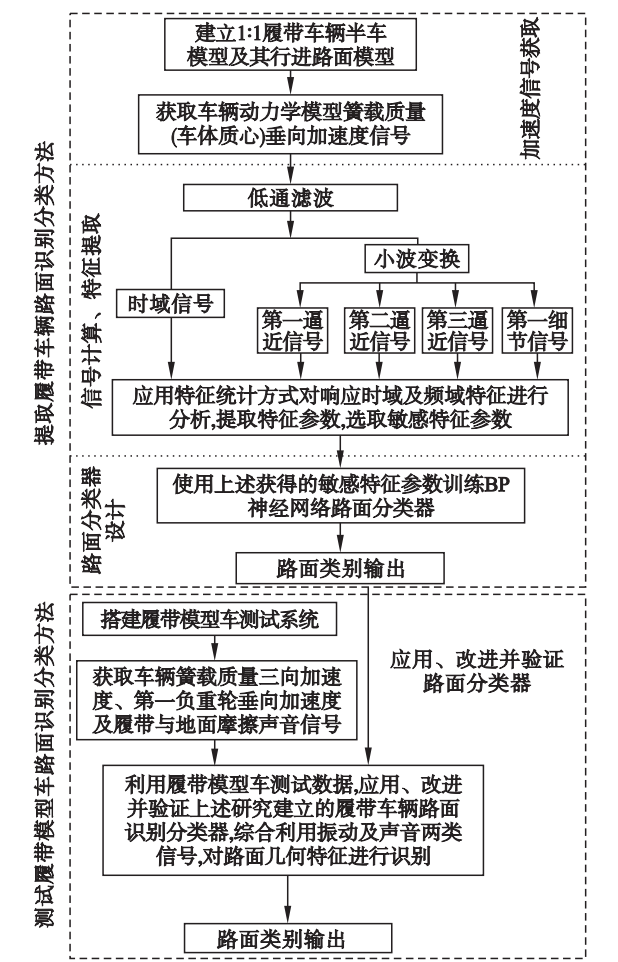 提取履带车辆路面识别分类方法
加速度信号获取
建立1:1履带车辆半车
模型及其行进路面模型
获取车辆动力学模型簧载质量
(车体质心)垂向加速度信号
信号计算、特征提取
低通滤波
小波变换
时域信号
第一逼
近信号
第二逼
近信号
第三逼
近信号
第一细
节信号
应用特征统计方式对响应时域及频域特征进行
分析,提取特征参数,选取敏感特征参数
路面分类器
设计
使用上述获得的敏感特征参数训练BP
神经网络路面分类器
路面类别输出
测试履带模型车路面识别分类方法
搭建履带模型车测试系统
获取车辆簧载质量三向加速
度、第一负重轮垂向加速度
及履带与地面摩擦声音信号
应用、改进并验证
路面分类器
利用履带模型车测试数据,应用、改进
并验证上述研究建立的履带车辆路面
识别分类器,综合利用振动及声音两类
信号,对路面几何特征进行识别
路面类别输出